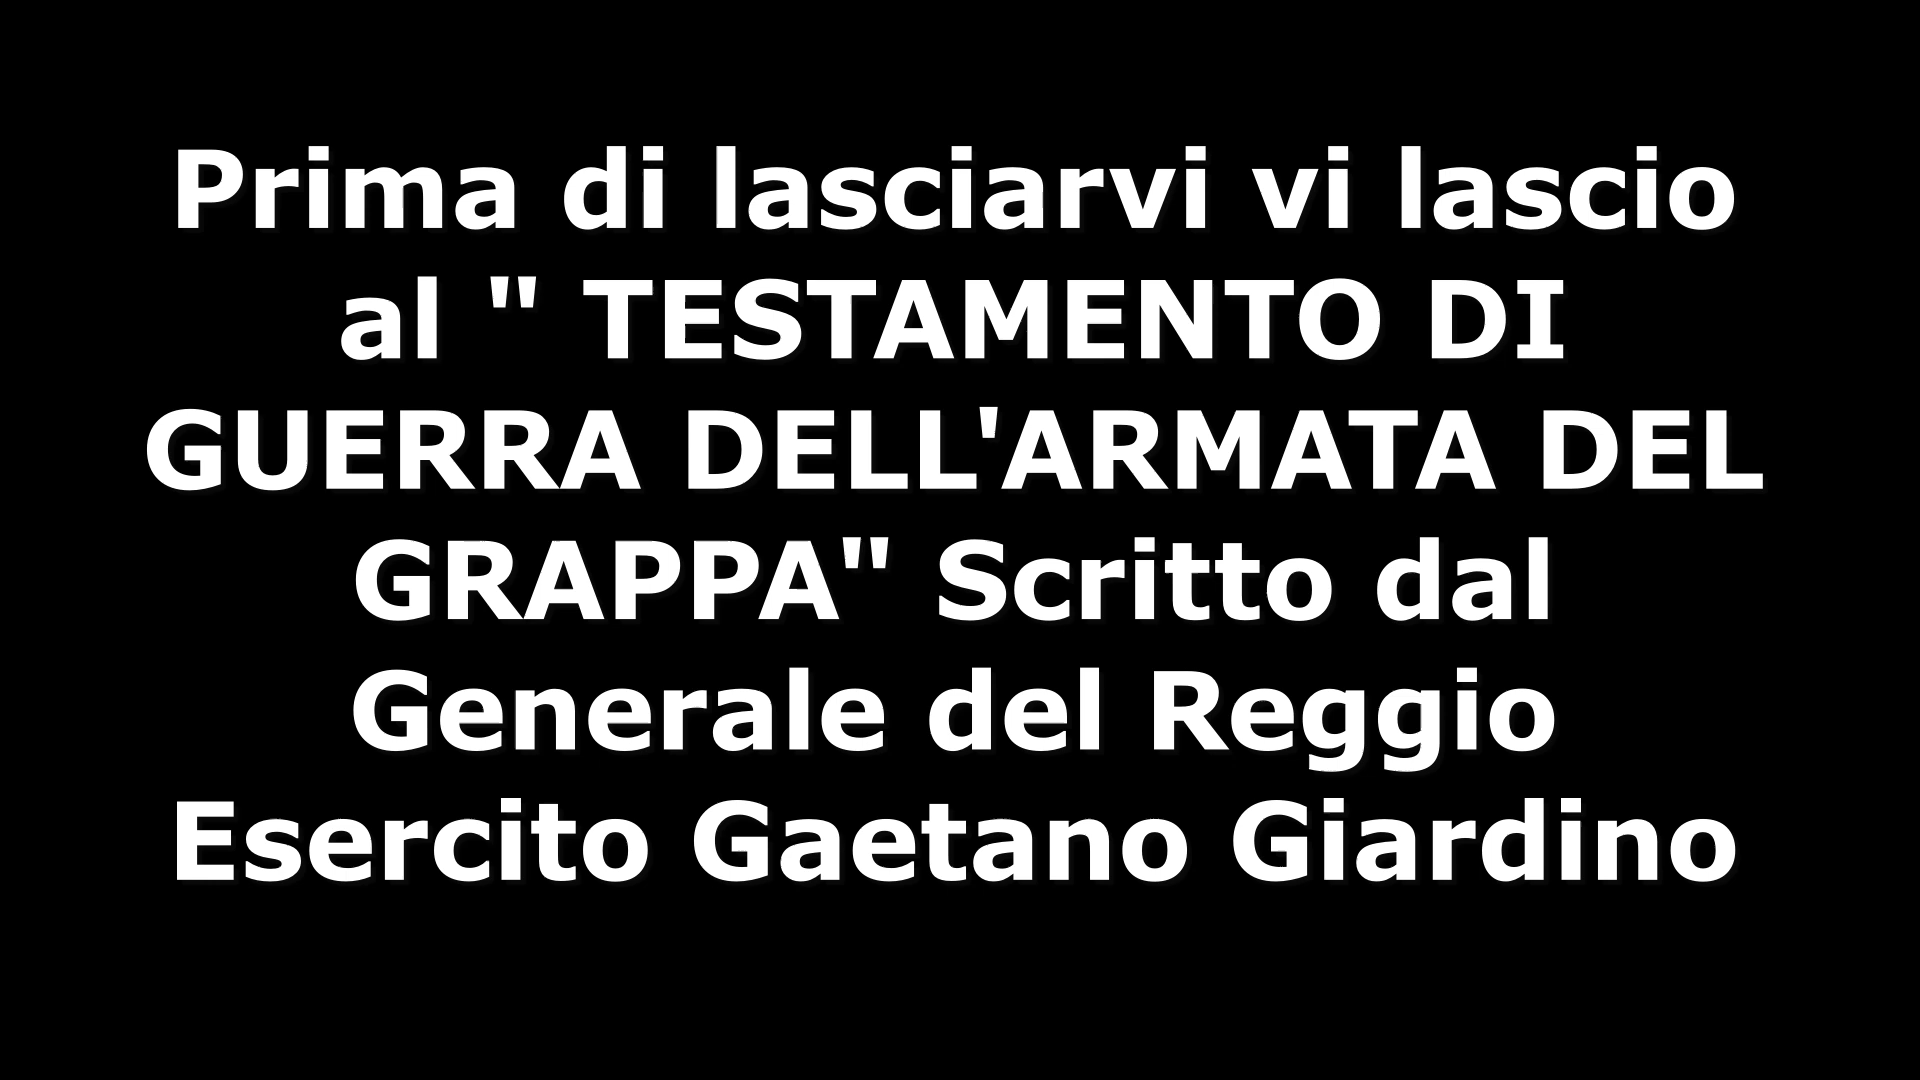 Prima di lasciarvi vi lascio
al " TESTAMENTO DI
GUERRA DELL'ARMATA DEL
GRAPPA" Scritto dal
Generale del Reggio
Esercito Gaetano Giardino